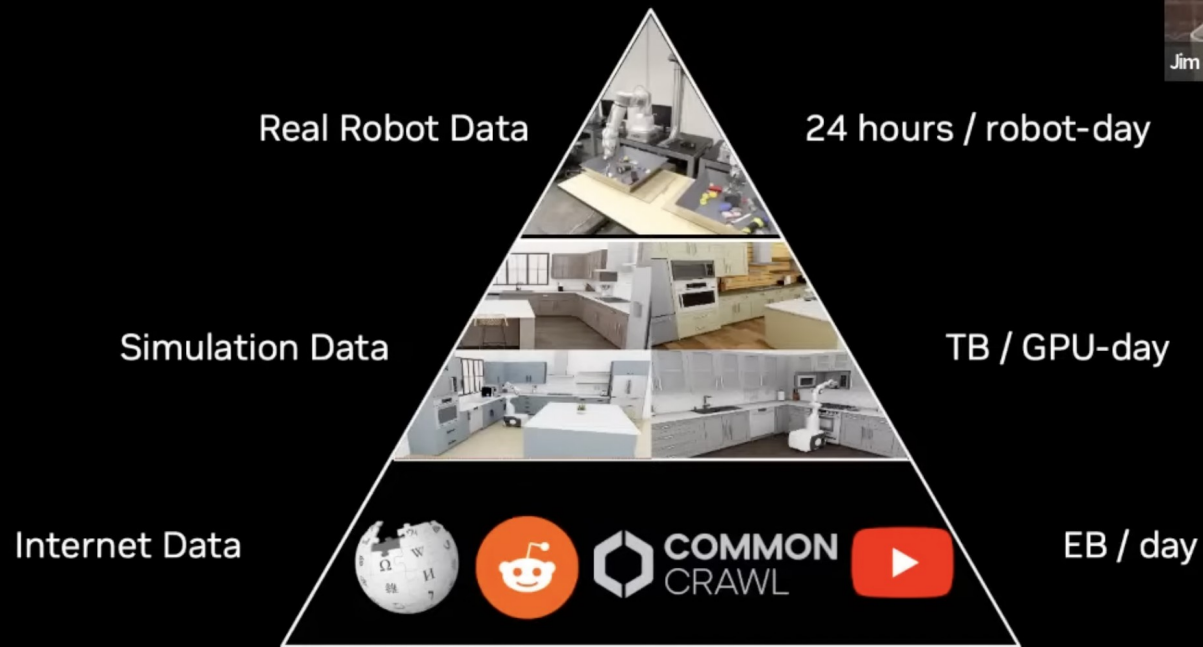 Jim
Real Robot Data
24 hours / robot-day
Simulation Data
TB / GPU-day
Internet Data
Ω W И
COMMON
CRAWL
EB / day